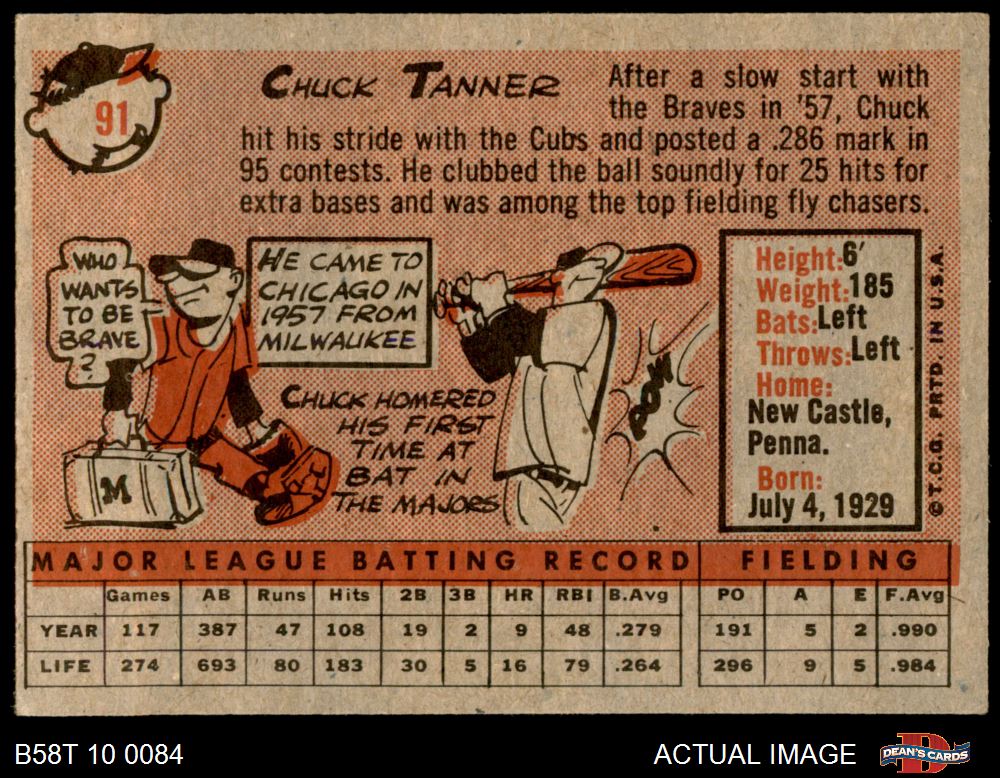 91
CHUCK TANNER
After a slow start with
the Braves in '57, Chuck
hit his stride with the Cubs and posted a .286 mark in
95 contests. He clubbed the ball soundly for 25 hits for
extra bases and was among the top fielding fly chasers.
WHO
WANTS
TO BE
BRAVE
?
M
HE CAME TO
CHICAGO IN
1957 FROM
MILWAUKEE
CHUCK HOMERED
HIS FIRST
TIME AT
BAT IN
THE MAJORS
POW
Height: 6'
Weight: 185
Bats: Left
Throws: Left
Home:
New Castle,
Penna.
Born:
July 4, 1929
© T.C.G. PRTD. IN U.S.A.
MAJOR LEAGUE BATTING RECORD FIELDING
Games AB Runs Hits 2B 3B HR RBI B.Avg PO A E F.Avg
YEAR 117 387 47 108 19 2 9 48 .279 191 5 2 .990
LIFE 274 693 80 183 30 5 16 79 .264 296 9 5 .984
B58T 10 0084 ACTUAL IMAGE DEAN'S CARDS